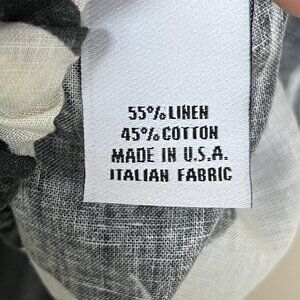 55% LINEN
45% COTTON
MADE IN U.S.A.
ITALIAN FABRIC